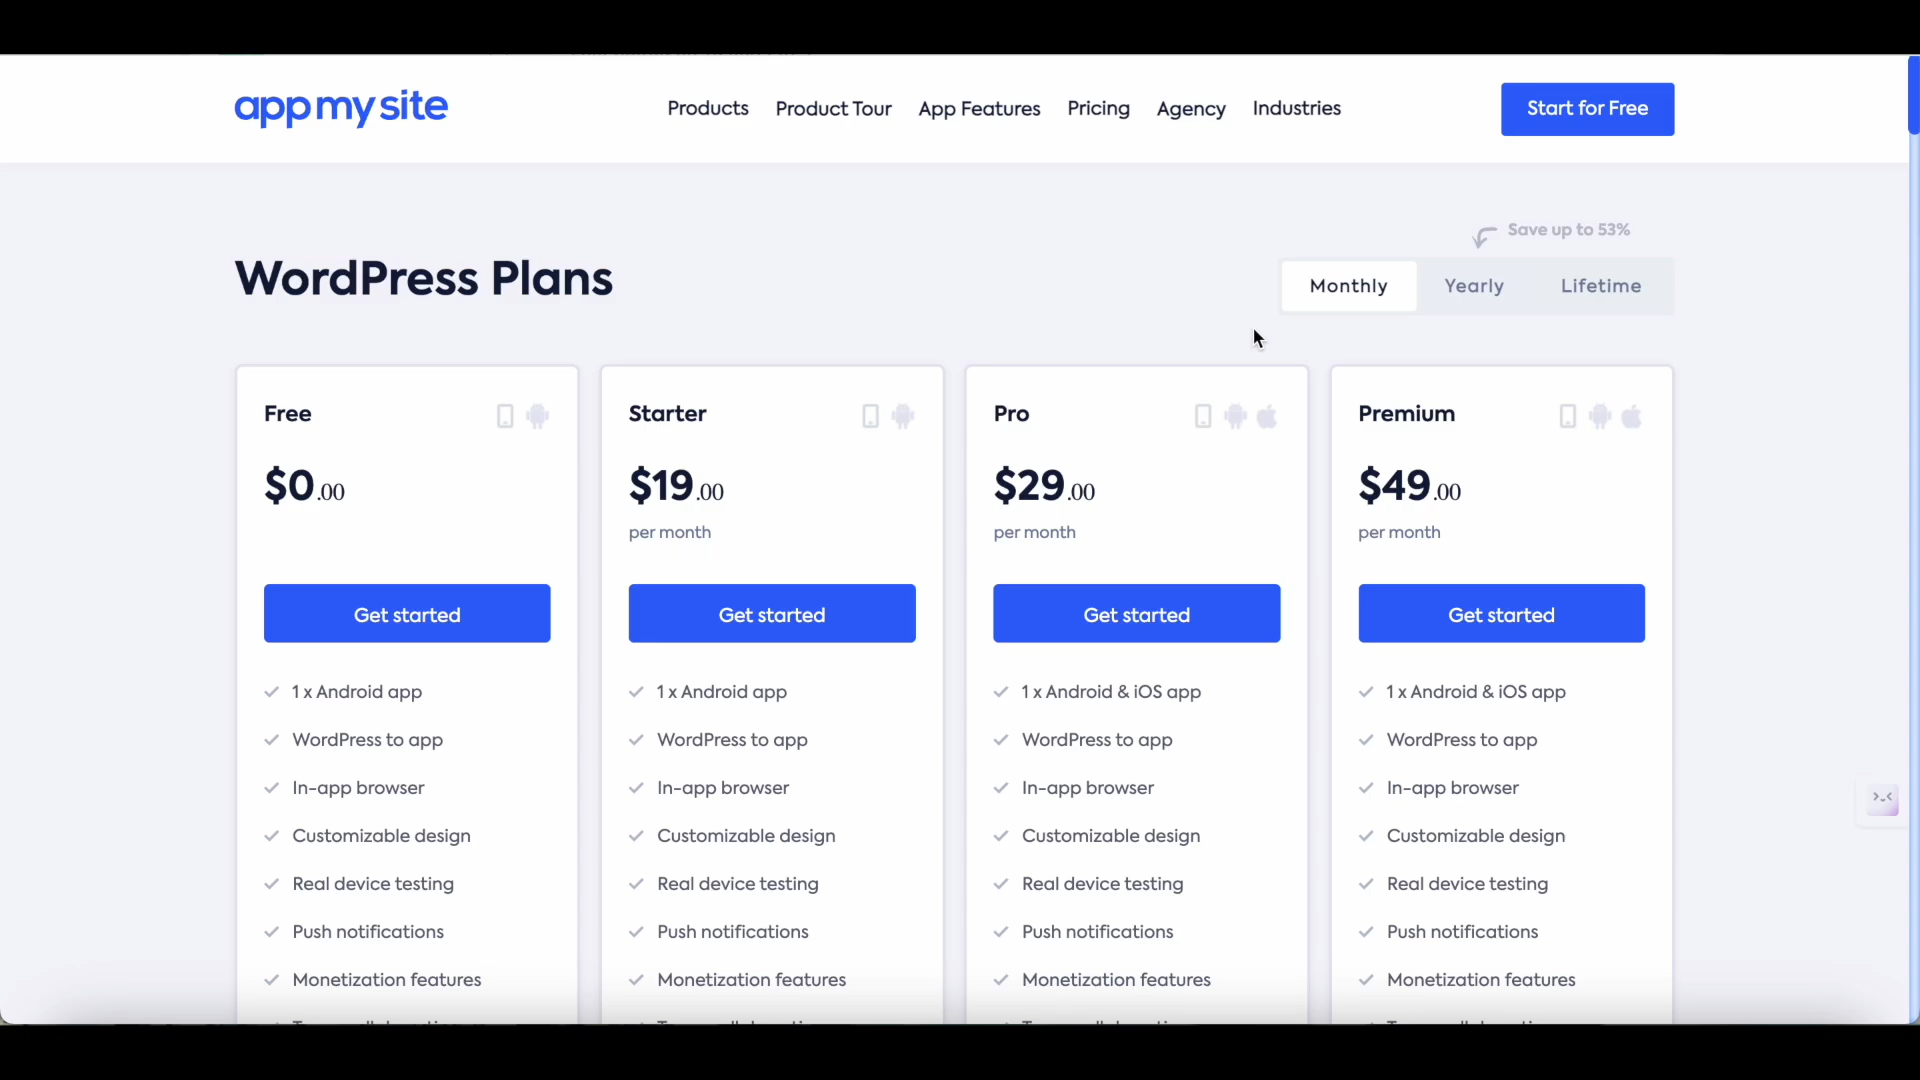 app my site
Products Product Tour App Features Pricing Agency Industries
Start for Free
Save up to 53%
WordPress Plans
Monthly Yearly Lifetime
Free
$0.00
Get started
1 x Android app
WordPress to app
In-app browser
Customizable design
Real device testing
Push notifications
Monetization features
Starter
$19.00
per month
Get started
1 x Android app
WordPress to app
In-app browser
Customizable design
Real device testing
Push notifications
Monetization features
Pro
$29.00
per month
Get started
1 x Android & iOS app
WordPress to app
In-app browser
Customizable design
Real device testing
Push notifications
Monetization features
Premium
$49.00
per month
Get started
1 x Android & iOS app
WordPress to app
In-app browser
Customizable design
Real device testing
Push notifications
Monetization features